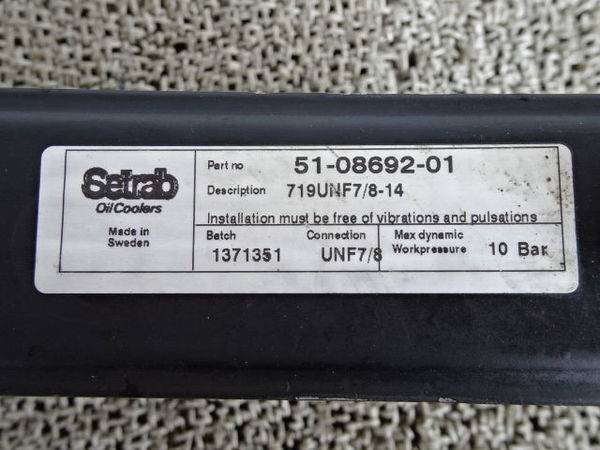 Setrab
Oil Coolers
Made in
Sweden
Part no 51-08692-01
Description 719UNF7/8-14
Installation must be free of vibrations and pulsations
Batch
1371351
Connection
UNF7/8
Max dynamic
Workpressure 10 Bar